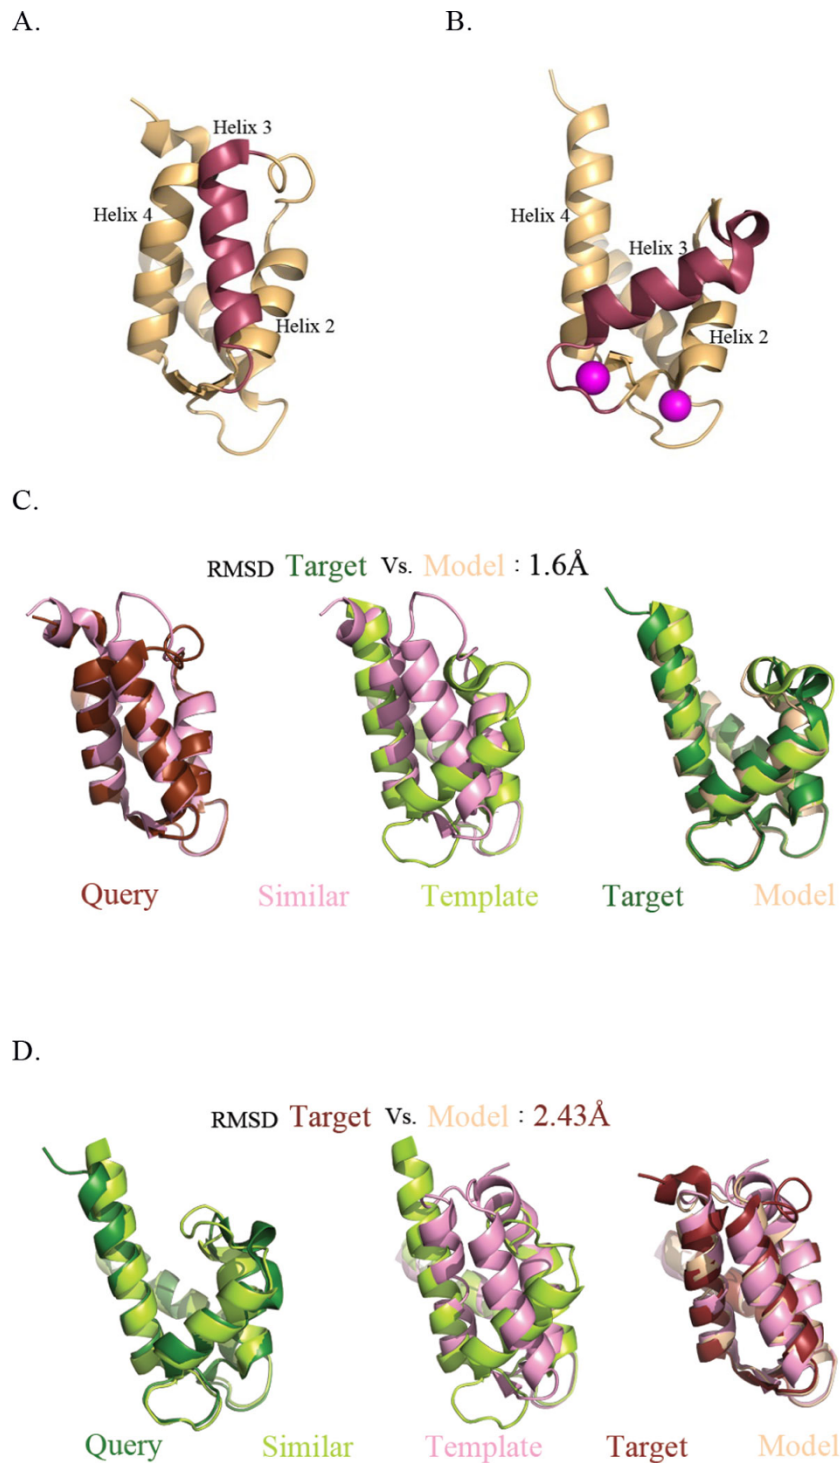 A.
B.
Helix 3
Helix 4
Helix 2
Helix 4
Helix 3
Helix 2
C.
RMSD Target Vs. Model : 1.6Å
Query Similar Template Target Model
D.
RMSD Target Vs. Model : 2.43Å
Query Similar Template Target Model